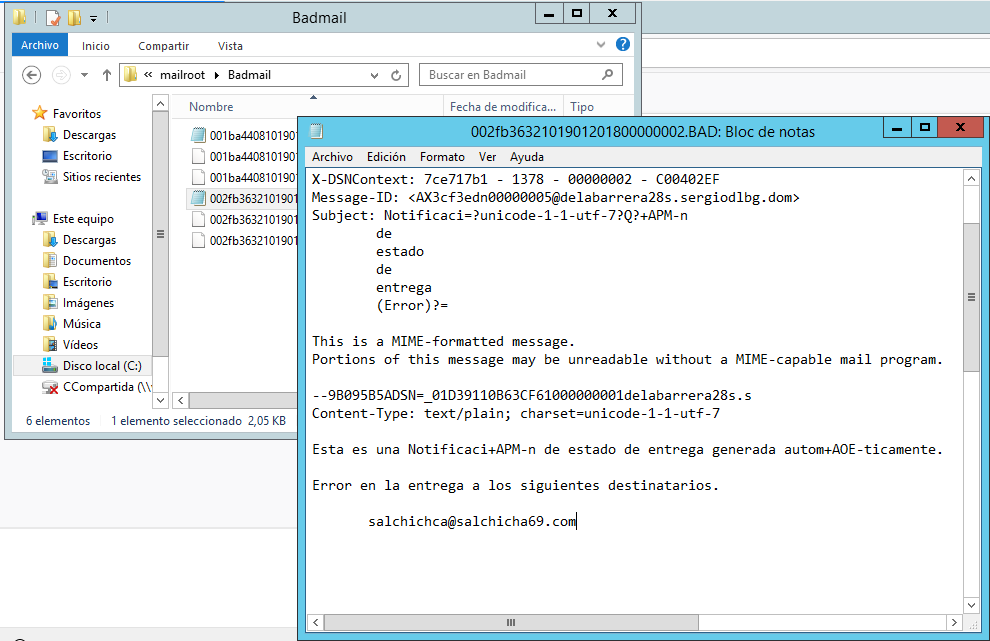 Badmail
Archivo Inicio Compartir Vista
« mailroot Badmail
Buscar en Badmail
Favoritos
Descargas
Escritorio
Sitios recientes
Este equipo
Descargas
Documentos
Escritorio
Imágenes
Música
Vídeos
Disco local (C:)
CCompartida (\\
Nombre Fecha de modifica... Tipo
001ba4408101901
001ba4408101901
001ba4408101901
002fb3632101901
002fb3632101901
002fb3632101901
6 elementos 1 elemento seleccionado 2,05 KB
002fb3632101901201800000002.BAD: Bloc de notas
Archivo Edición Formato Ver Ayuda
X-DSNContext: 7ce717b1 - 1378 - 00000002 - C00402EF
Message-ID: <AX3cf3edn00000005@delabarrera28s.sergiodlbg.dom>
Subject: Notificaci=?unicode-1-1-utf-7?Q?+APM-n
de
estado
de
entrega
(Error)?=
This is a MIME-formatted message.
Portions of this message may be unreadable without a MIME-capable mail program.
--9B095B5ADSN=_01D39110B63CF61000000001delabarrera28s.s
Content-Type: text/plain; charset=unicode-1-1-utf-7
Esta es una Notificaci+APM-n de estado de entrega generada autom+AOE-ticamente.
Error en la entrega a los siguientes destinatarios.
salchichca@salchicha69.com